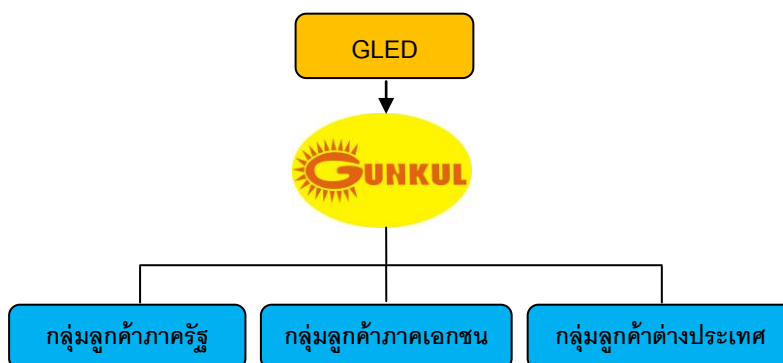 GLED
GUNKUL
กลุ่มลูกค้าภาครัฐ
กลุ่มลูกค้าภาคเอกชน
กลุ่มลูกค้าต่างประเทศ